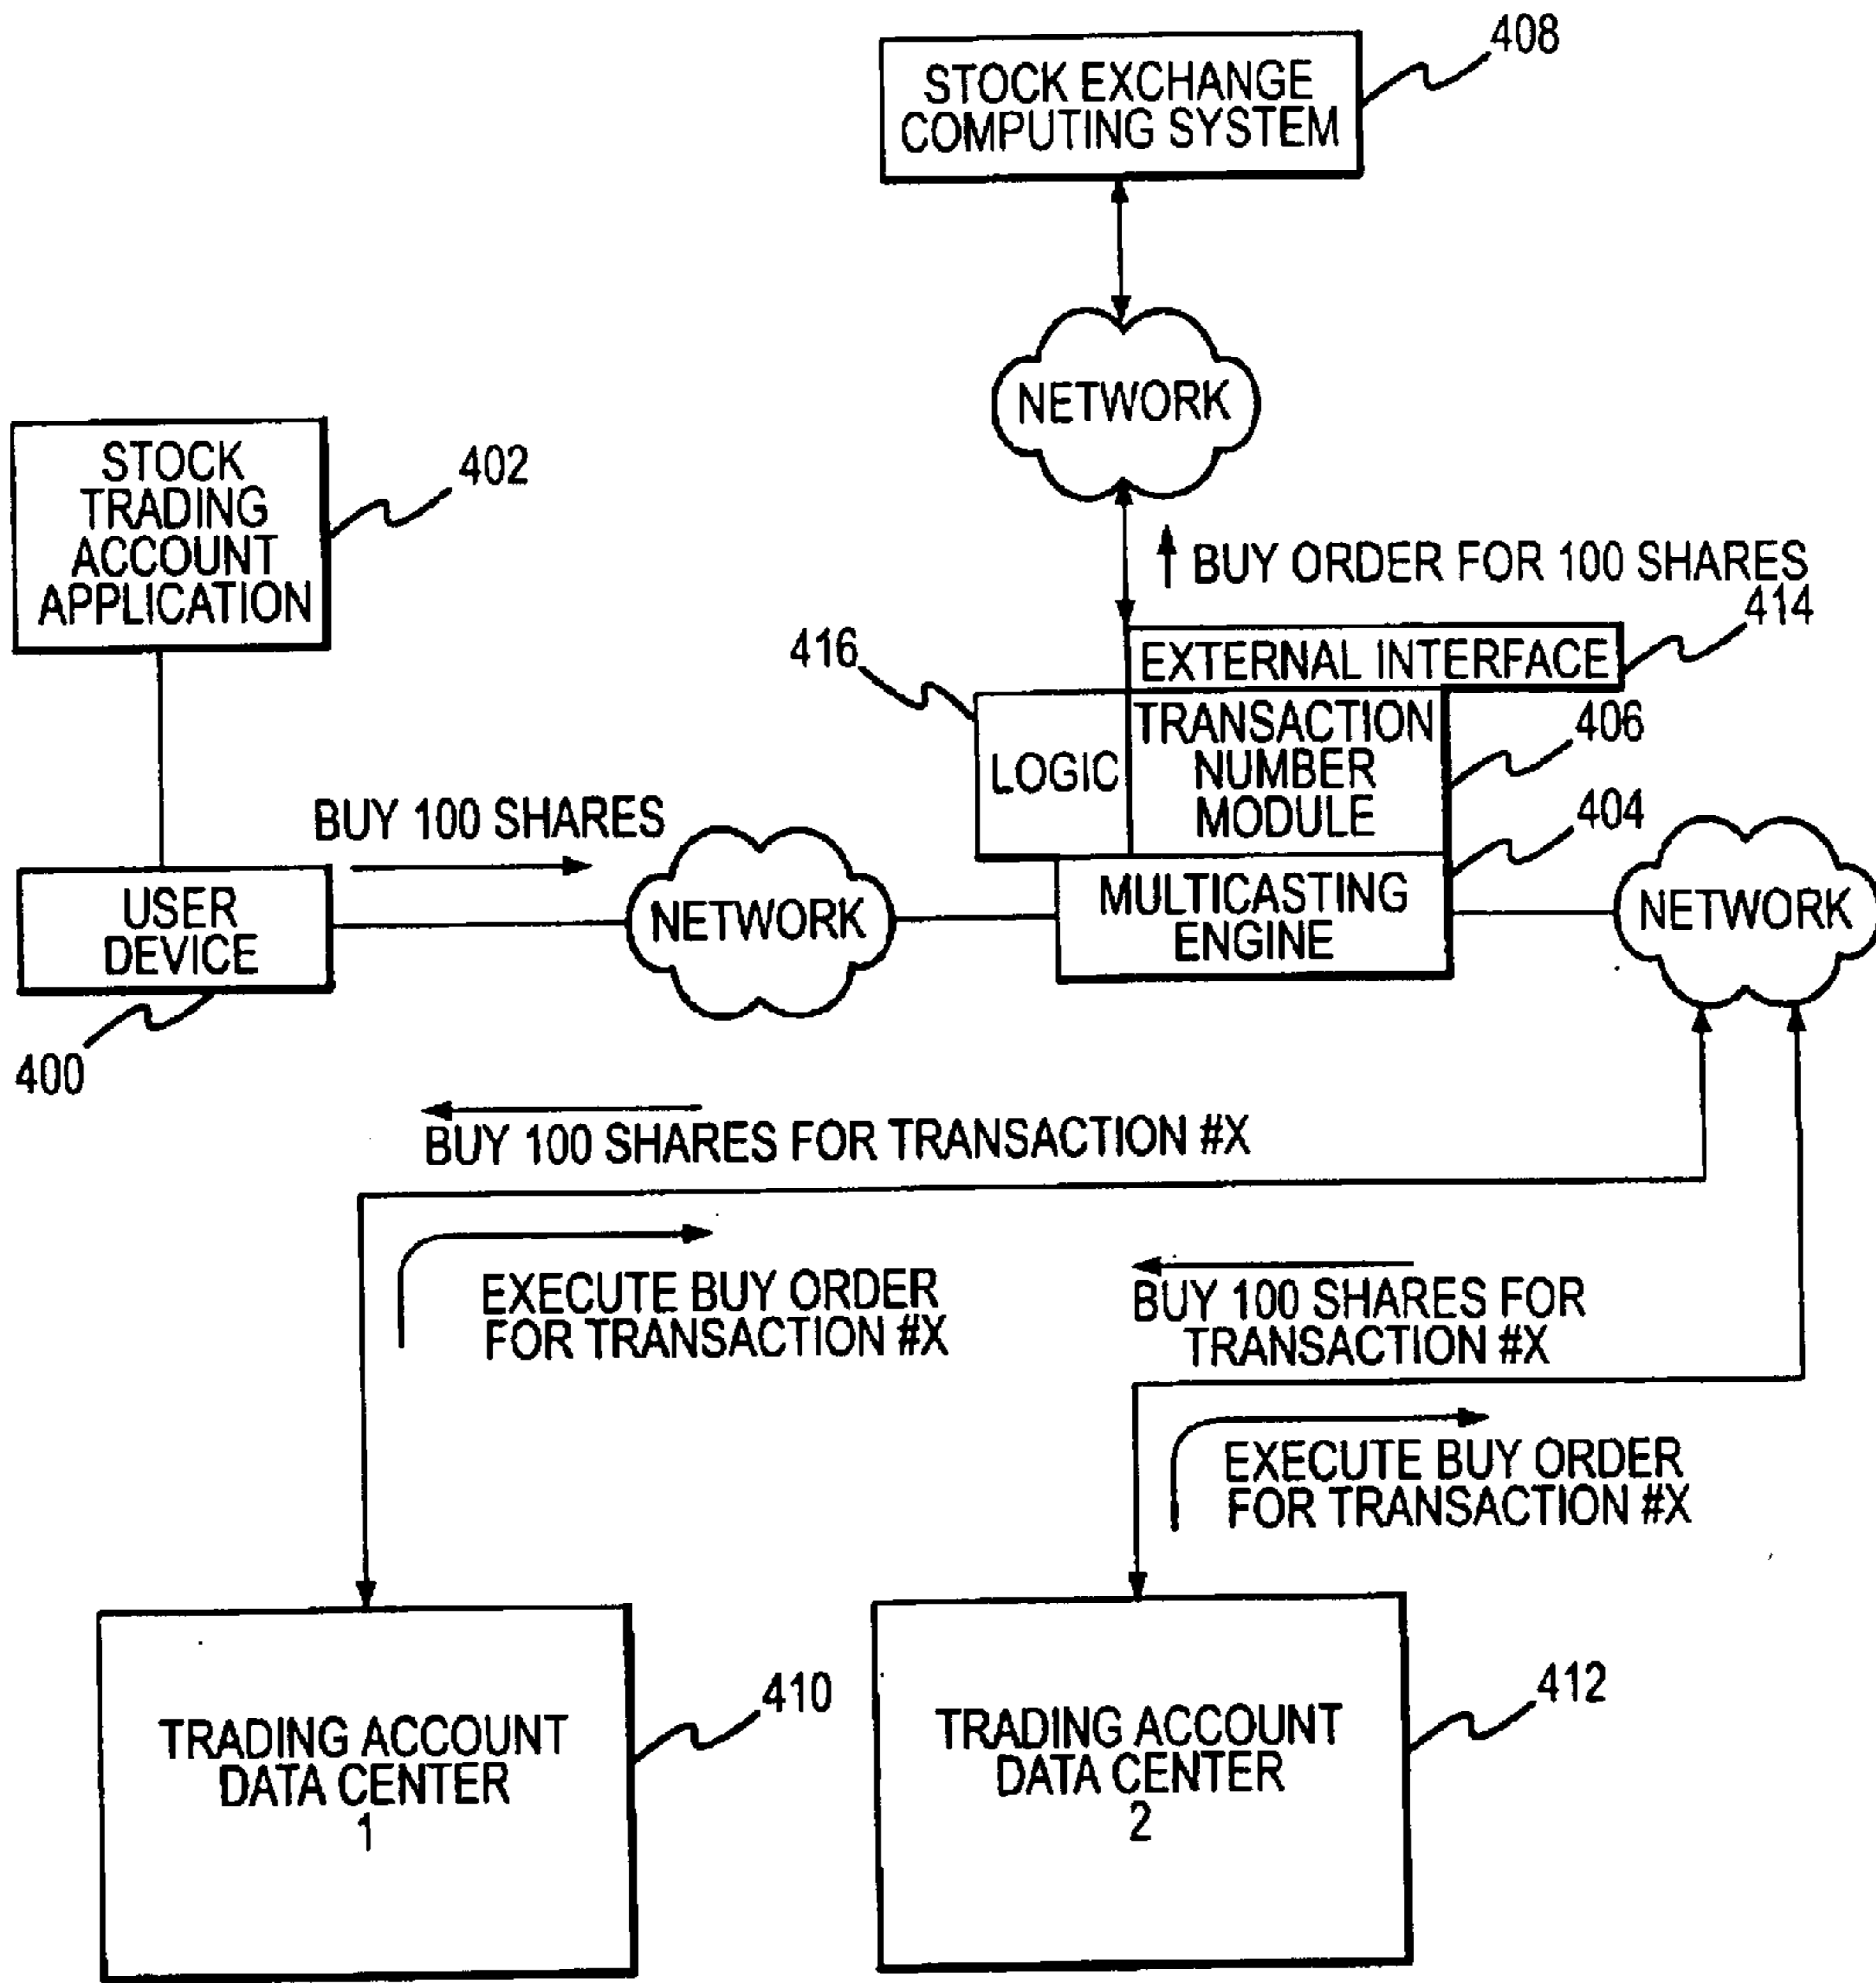 408
STOCK EXCHANGE
COMPUTING SYSTEM
NETWORK
STOCK
TRADING
ACCOUNT
APPLICATION
402
BUY ORDER FOR 100 SHARES
414
EXTERNAL INTERFACE
416
LOGIC
TRANSACTION
NUMBER
MODULE
406
404
BUY 100 SHARES
USER
DEVICE
NETWORK
MULTICASTING
ENGINE
NETWORK
400
BUY 100 SHARES FOR TRANSACTION #X
EXECUTE BUY ORDER
FOR TRANSACTION #X
BUY 100 SHARES FOR
TRANSACTION #X
EXECUTE BUY ORDER
FOR TRANSACTION #X
TRADING ACCOUNT
DATA CENTER
1
410
TRADING ACCOUNT
DATA CENTER
2
412